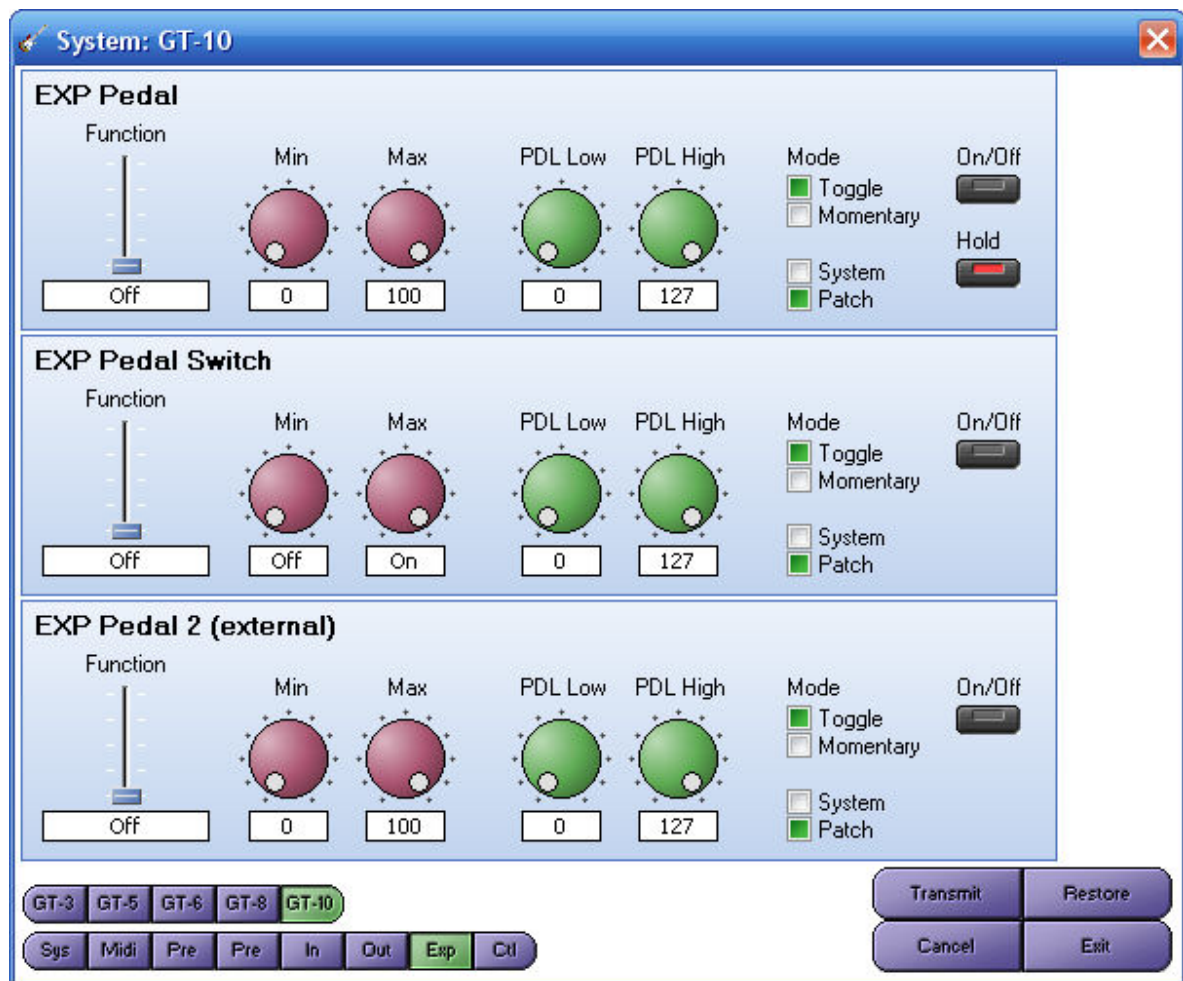 System: GT-10
EXP Pedal
Function
Min Max PDL Low PDL High Mode On/Off
Toggle
Momentary
Hold
System
Off 0 100 0 127 Patch
EXP Pedal Switch
Function
Min Max PDL Low PDL High Mode On/Off
Toggle
Momentary
System
Off Off On 0 127 Patch
EXP Pedal 2 (external)
Function
Min Max PDL Low PDL High Mode On/Off
Toggle
Momentary
System
Off 0 100 0 127 Patch
GT-3 GT-5 GT-6 GT-8 GT-10 Transmit Restore
Sys Midi Pre Pre In Out Exp Ctl Cancel Exit